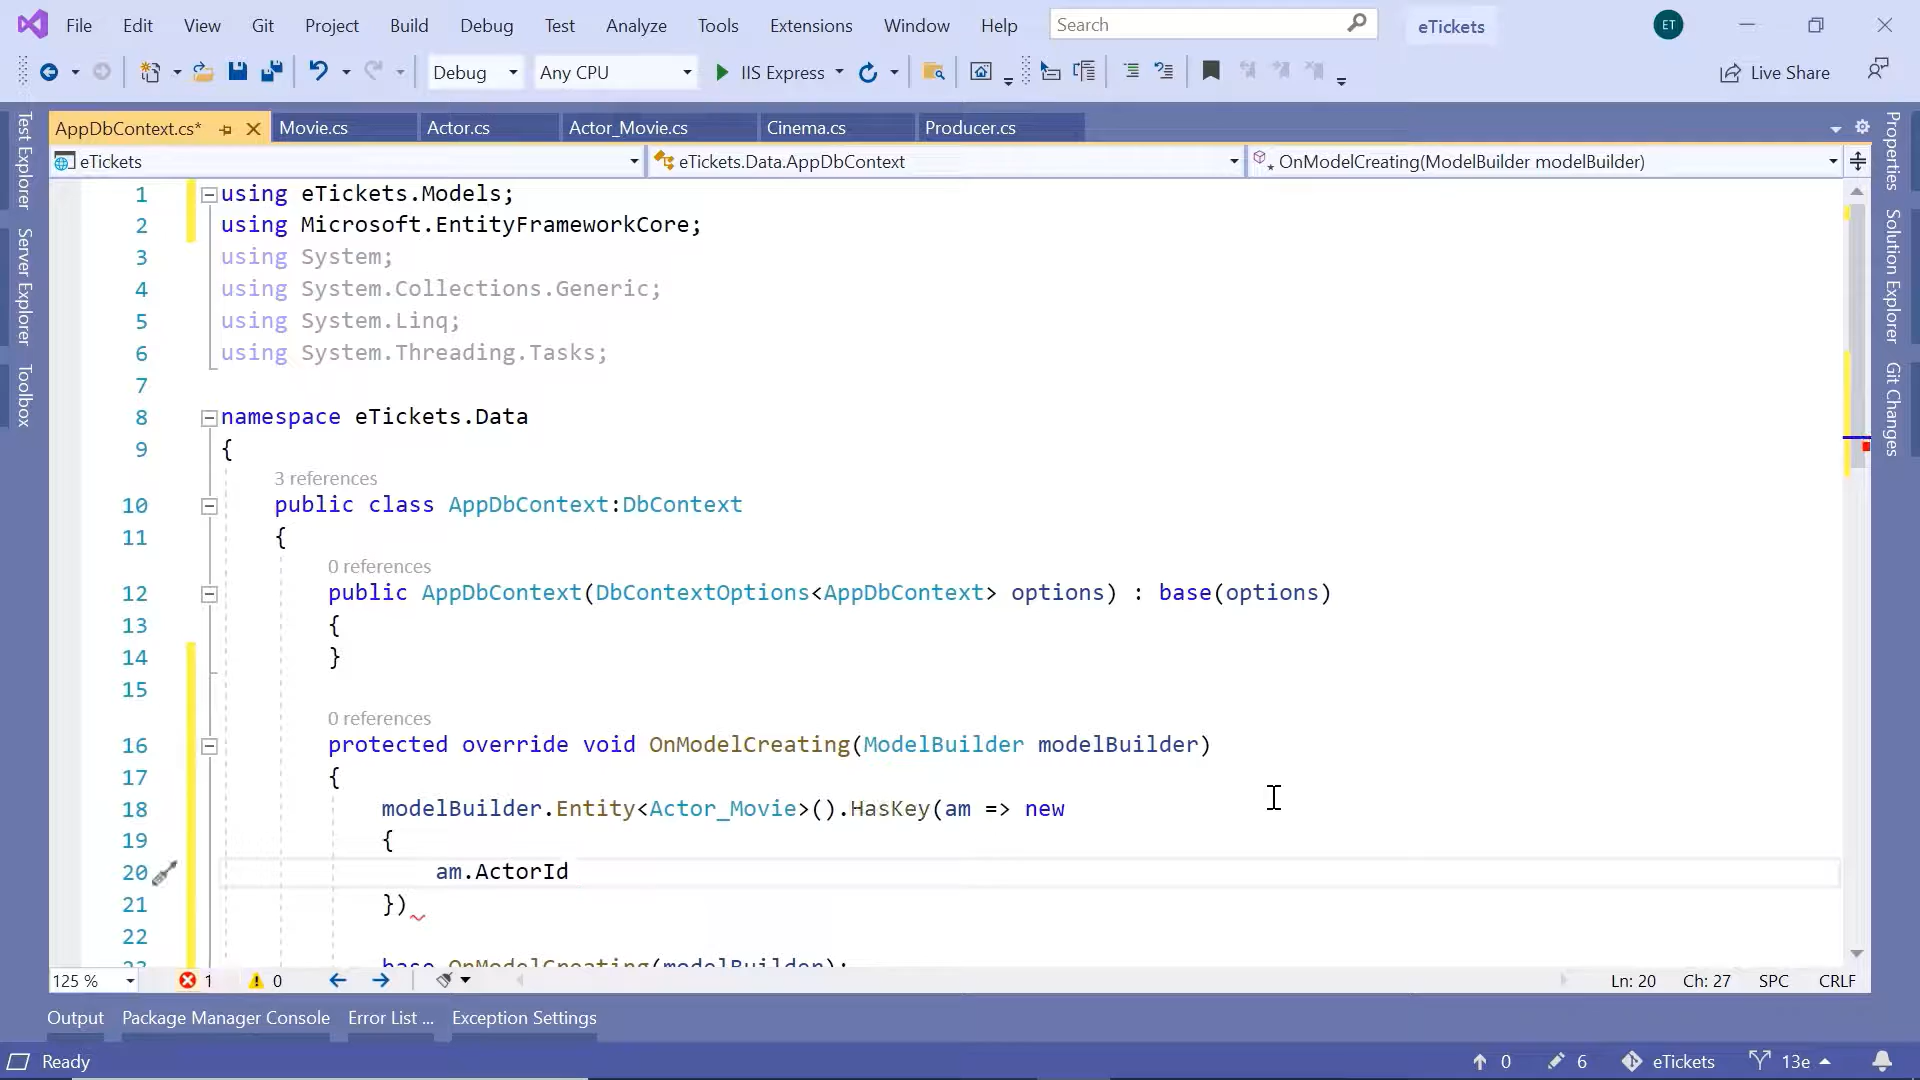 File Edit View Git Project Build Debug Test Analyze Tools Extensions Window Help Search eTickets ET
Debug Any CPU IIS Express Live Share
AppDbContext.cs* Movie.cs Actor.cs Actor_Movie.cs Cinema.cs Producer.cs
eTickets eTickets.Data.AppDbContext OnModelCreating(ModelBuilder modelBuilder)
Test Explorer
Server Explorer
Toolbox
1 using eTickets.Models;
2 using Microsoft.EntityFrameworkCore;
3 using System;
4 using System.Collections.Generic;
5 using System.Linq;
6 using System.Threading.Tasks;
7
8 namespace eTickets.Data
9 {
3 references
10 public class AppDbContext:DbContext
11 {
0 references
12 public AppDbContext(DbContextOptions<AppDbContext> options) : base(options)
13 {
14 }
15
0 references
16 protected override void OnModelCreating(ModelBuilder modelBuilder)
17 {
18 modelBuilder.Entity<Actor_Movie>().HasKey(am => new
19 {
20 am.ActorId
21 })
22
23 base.OnModelCreating(modelBuilder);
Properties
Solution Explorer
Git Changes
125 % 1 0 Ln: 20 Ch: 27 SPC CRLF
Output Package Manager Console Error List ... Exception Settings
Ready 0 6 eTickets 13e